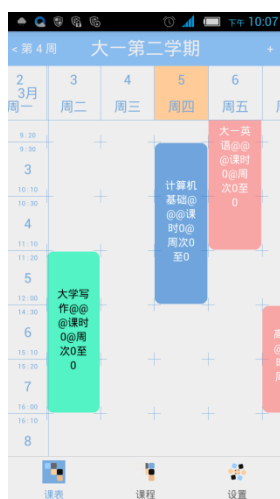 下午 10:07
< 第 4 周
大一第二学期
+
2
3
4
5
6
3月
周一
周二
周三
周四
周五
9:20
9:30
3
10:10
10:30
4
11:10
11:20
5
12:00
14:30
6
15:10
15:20
7
16:00
16:10
8
大学写
作@@
@课时
0@周
次0至
0
计算机
基础@
@@课
时0@
周次0
至0
大一英
语@@
@课时
0@周
次0至
0
课表
课程
设置